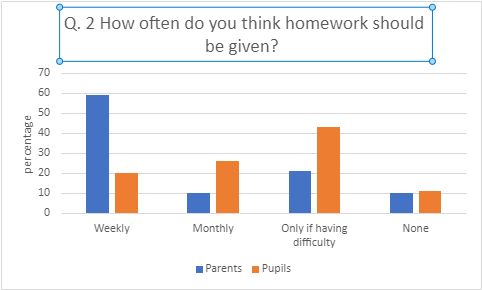 Q. 2 How often do you think homework should
be given?
70
60
50
40
30
20
10
0
percentage
Weekly
Monthly
Only if having
difficulty
None
Parents
Pupils